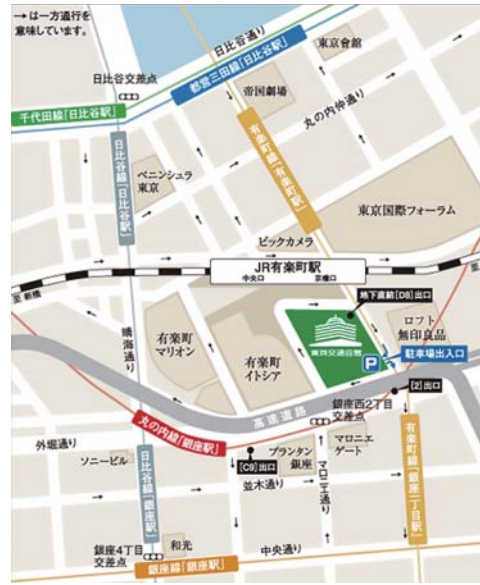 →は一方通行を
意味しています。
日比谷通り
都営三田線「日比谷駅」
東京會館
日比谷交差点
千代田線「日比谷駅」
帝国劇場
丸の内仲通り
日比谷線「日比谷駅」
有楽町線「有楽町駅」
ペニンシュラ
東京
東京国際フォーラム
ビックカメラ
JR有楽町駅
中央口
京橋口
至 新橋
至 東京
地下直結[D8]出口
晴海通り
有楽町
マリオン
有楽町
イトシア
東京交通会館
ロフト
無印良品
P
駐車場出入口
高速道路
[2]出口
銀座西2丁目
交差点
丸の内線「銀座駅」
外堀通り
ソニービル
[C9]出口
プランタン
銀座
マロニエ
ゲート
マロニエ通り
並木通り
日比谷線「銀座駅」
有楽町線「銀座一丁目駅」
銀座4丁目
交差点
和光
中央通り
銀座線「銀座駅」